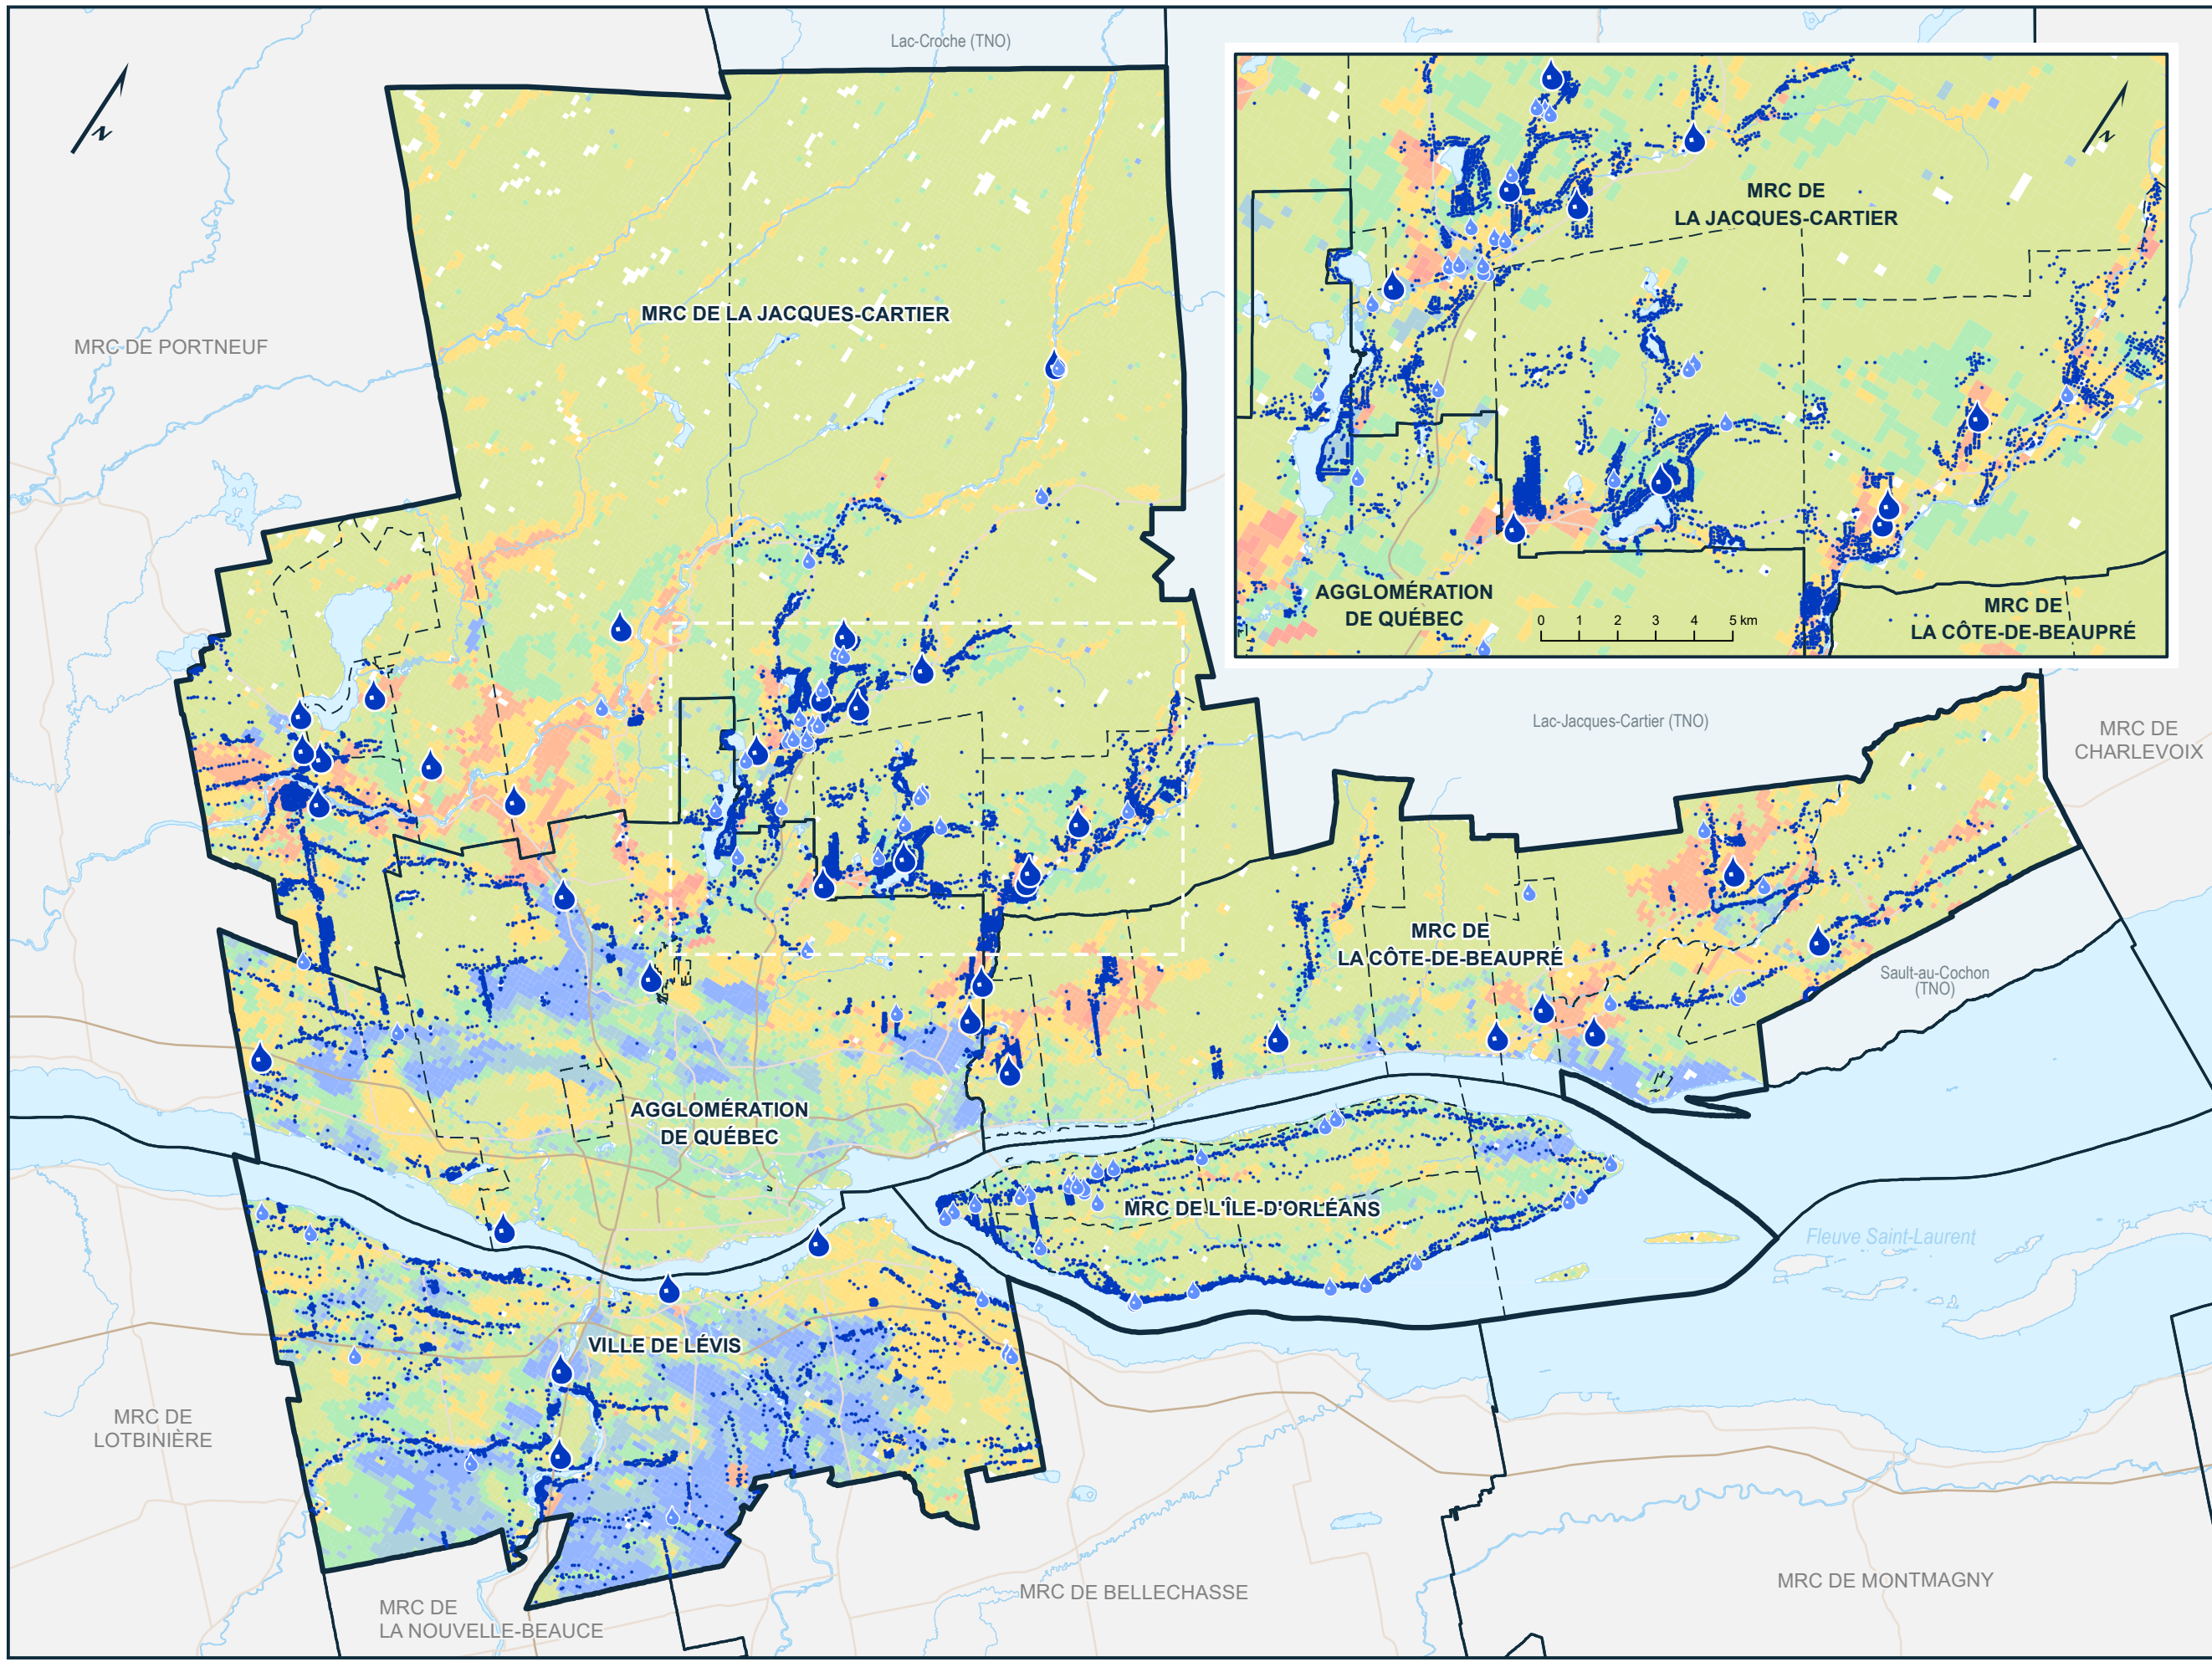 Lac-Croche (TNO)
N
MRC DE PORTNEUF
MRC DE LA JACQUES-CARTIER
MRC DE
LA JACQUES-CARTIER
N
AGGLOMÉRATION
DE QUÉBEC
0 1 2 3 4 5 km
MRC DE
LA CÔTE-DE-BEAUPRÉ
Lac-Jacques-Cartier (TNO)
MRC DE
CHARLEVOIX
MRC DE
LA CÔTE-DE-BEAUPRÉ
Sault-au-Cochon
(TNO)
AGGLOMÉRATION
DE QUÉBEC
MRC DE L'ÎLE-D'ORLÉANS
Fleuve Saint-Laurent
VILLE DE LÉVIS
MRC DE
LOTBINIÈRE
MRC DE
LA NOUVELLE-BEAUCE
MRC DE BELLECHASSE
MRC DE MONTMAGNY